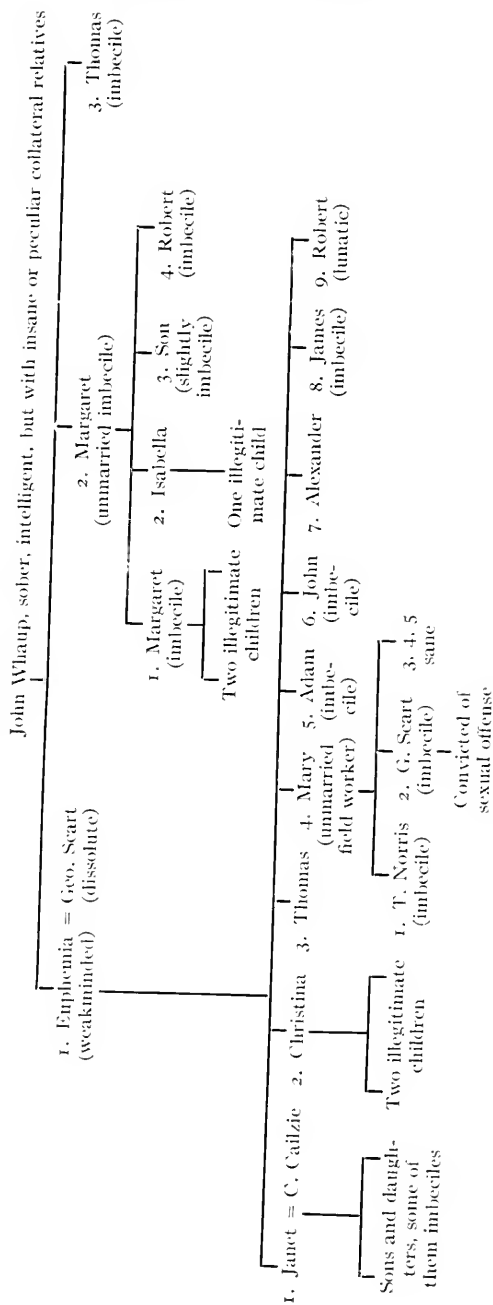 John Whaup, sober, intelligent, but with insane or peculiar collateral relatives
1. Euphemia = Geo. Scart
(weakminded) (dissolute)
2. Margaret
(unmarried imbecile)
3. Thomas
(imbecile)
1. Margaret
(imbecile)
2. Isabella
3. Son
(slightly
imbecile)
4. Robert
(imbecile)
Two illegitimate
children
One illegiti-
mate child
1. Janet = C. Cailzie
2. Christina
3. Thomas
4. Mary
(unmarried
field worker)
5. Adam
(imbe-
cile)
6. John
(imbe-
cile)
7. Alexander
8. James
(imbecile)
9. Robert
(lunatic)
Sons and daugh-
ters, some of
them imbeciles
Two illegitimate
children
1. T. Norris
(imbecile)
2. G. Scart
(imbecile)
3, 4, 5
sane
Convicted of
sexual offense